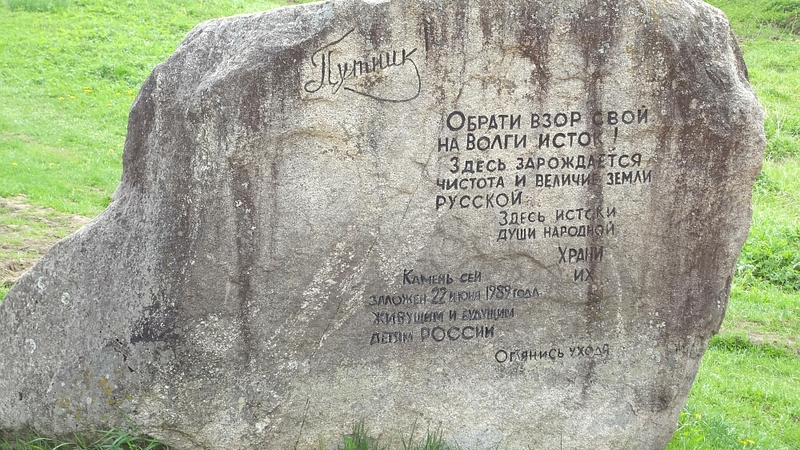 Путник
Обрати взор свой
на Волги исток!
Здесь зарождается
чистота и величие земли
русской
Здесь истоки
души народной
Храни
их
Камень сей
заложен 22 июня 1989 года
живущим и будущим
детям России
Оглянись уходя